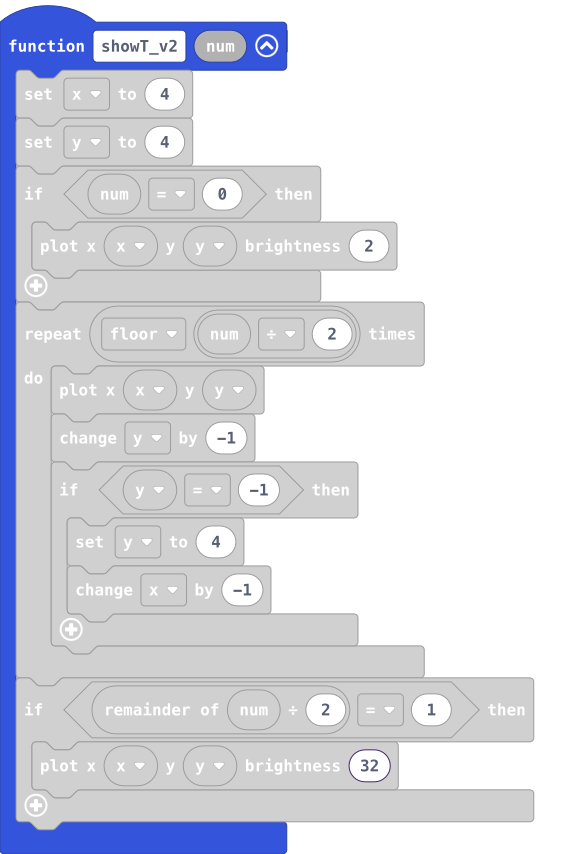 function showT_v2 num
set x to 4
set y to 4
if num = 0 then
plot x x y y brightness 2
repeat floor num ÷ 2 times
do
plot x x y y
change y by −1
if y = −1 then
set y to 4
change x by −1
if remainder of num ÷ 2 = 1 then
plot x x y y brightness 32